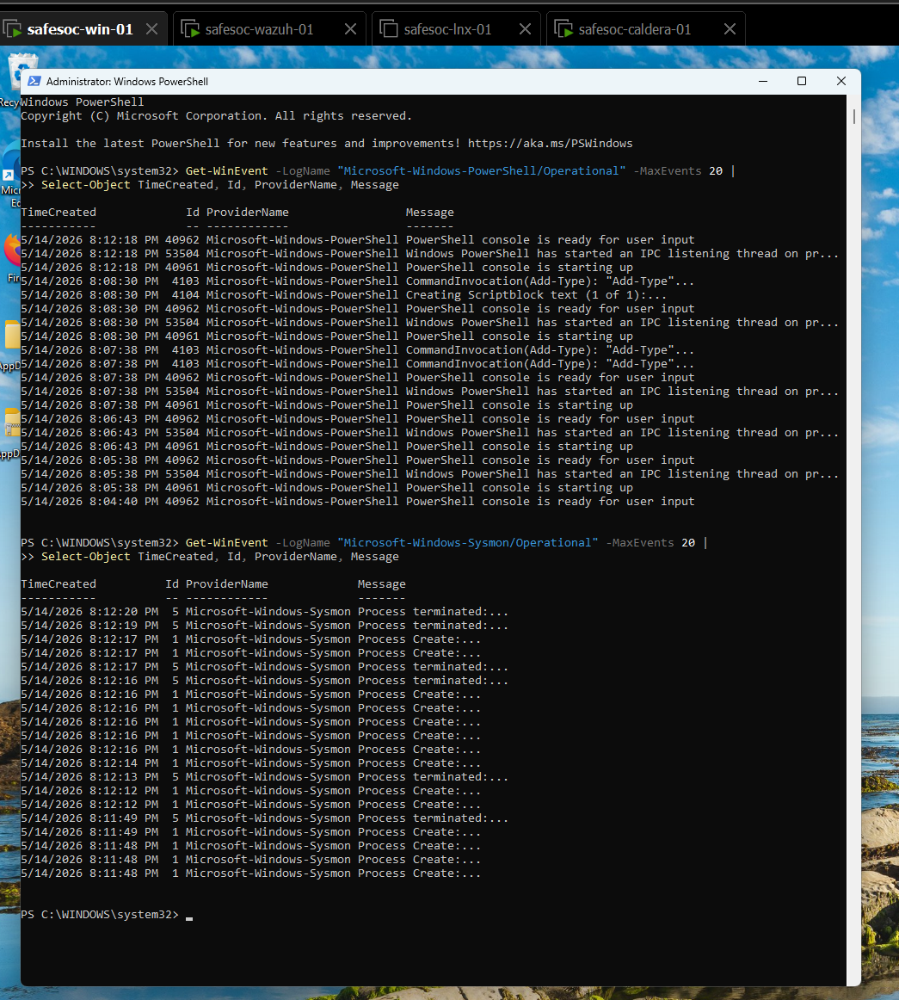 safesoc-win-01
safesoc-wazuh-01
safesoc-lnx-01
safesoc-caldera-01
Administrator: Windows PowerShell
Windows PowerShell
Copyright (C) Microsoft Corporation. All rights reserved.
Install the latest PowerShell for new features and improvements! https://aka.ms/PSWindows
PS C:\WINDOWS\system32> Get-WinEvent -LogName "Microsoft-Windows-PowerShell/Operational" -MaxEvents 20 |
>> Select-Object TimeCreated, Id, ProviderName, Message
TimeCreated Id ProviderName Message
----------- -- ------------ -------
5/14/2026 8:12:18 PM 40962 Microsoft-Windows-PowerShell PowerShell console is ready for user input
5/14/2026 8:12:18 PM 53504 Microsoft-Windows-PowerShell Windows PowerShell has started an IPC listening thread on pr...
5/14/2026 8:12:18 PM 40961 Microsoft-Windows-PowerShell PowerShell console is starting up
5/14/2026 8:08:30 PM 4103 Microsoft-Windows-PowerShell CommandInvocation(Add-Type): "Add-Type"...
5/14/2026 8:08:30 PM 4104 Microsoft-Windows-PowerShell Creating Scriptblock text (1 of 1):...
5/14/2026 8:08:30 PM 40962 Microsoft-Windows-PowerShell PowerShell console is ready for user input
5/14/2026 8:08:30 PM 53504 Microsoft-Windows-PowerShell Windows PowerShell has started an IPC listening thread on pr...
5/14/2026 8:08:30 PM 40961 Microsoft-Windows-PowerShell PowerShell console is starting up
5/14/2026 8:07:38 PM 4103 Microsoft-Windows-PowerShell CommandInvocation(Add-Type): "Add-Type"...
5/14/2026 8:07:38 PM 4103 Microsoft-Windows-PowerShell CommandInvocation(Add-Type): "Add-Type"...
5/14/2026 8:07:38 PM 40962 Microsoft-Windows-PowerShell PowerShell console is ready for user input
5/14/2026 8:07:38 PM 53504 Microsoft-Windows-PowerShell Windows PowerShell has started an IPC listening thread on pr...
5/14/2026 8:07:38 PM 40961 Microsoft-Windows-PowerShell PowerShell console is starting up
5/14/2026 8:06:43 PM 40962 Microsoft-Windows-PowerShell PowerShell console is ready for user input
5/14/2026 8:06:43 PM 53504 Microsoft-Windows-PowerShell Windows PowerShell has started an IPC listening thread on pr...
5/14/2026 8:06:43 PM 40961 Microsoft-Windows-PowerShell PowerShell console is starting up
5/14/2026 8:05:38 PM 40962 Microsoft-Windows-PowerShell PowerShell console is ready for user input
5/14/2026 8:05:38 PM 53504 Microsoft-Windows-PowerShell Windows PowerShell has started an IPC listening thread on pr...
5/14/2026 8:05:38 PM 40961 Microsoft-Windows-PowerShell PowerShell console is starting up
5/14/2026 8:04:40 PM 40962 Microsoft-Windows-PowerShell PowerShell console is ready for user input
PS C:\WINDOWS\system32> Get-WinEvent -LogName "Microsoft-Windows-Sysmon/Operational" -MaxEvents 20 |
>> Select-Object TimeCreated, Id, ProviderName, Message
TimeCreated Id ProviderName Message
----------- -- ------------ -------
5/14/2026 8:12:20 PM 5 Microsoft-Windows-Sysmon Process terminated:...
5/14/2026 8:12:19 PM 5 Microsoft-Windows-Sysmon Process terminated:...
5/14/2026 8:12:17 PM 1 Microsoft-Windows-Sysmon Process Create:...
5/14/2026 8:12:17 PM 1 Microsoft-Windows-Sysmon Process Create:...
5/14/2026 8:12:17 PM 5 Microsoft-Windows-Sysmon Process terminated:...
5/14/2026 8:12:16 PM 5 Microsoft-Windows-Sysmon Process terminated:...
5/14/2026 8:12:16 PM 1 Microsoft-Windows-Sysmon Process Create:...
5/14/2026 8:12:16 PM 1 Microsoft-Windows-Sysmon Process Create:...
5/14/2026 8:12:16 PM 1 Microsoft-Windows-Sysmon Process Create:...
5/14/2026 8:12:16 PM 1 Microsoft-Windows-Sysmon Process Create:...
5/14/2026 8:12:16 PM 1 Microsoft-Windows-Sysmon Process Create:...
5/14/2026 8:12:14 PM 1 Microsoft-Windows-Sysmon Process Create:...
5/14/2026 8:12:13 PM 5 Microsoft-Windows-Sysmon Process terminated:...
5/14/2026 8:12:12 PM 1 Microsoft-Windows-Sysmon Process Create:...
5/14/2026 8:12:12 PM 1 Microsoft-Windows-Sysmon Process Create:...
5/14/2026 8:11:49 PM 5 Microsoft-Windows-Sysmon Process terminated:...
5/14/2026 8:11:49 PM 1 Microsoft-Windows-Sysmon Process Create:...
5/14/2026 8:11:48 PM 1 Microsoft-Windows-Sysmon Process Create:...
5/14/2026 8:11:48 PM 1 Microsoft-Windows-Sysmon Process Create:...
5/14/2026 8:11:48 PM 1 Microsoft-Windows-Sysmon Process Create:...
PS C:\WINDOWS\system32>